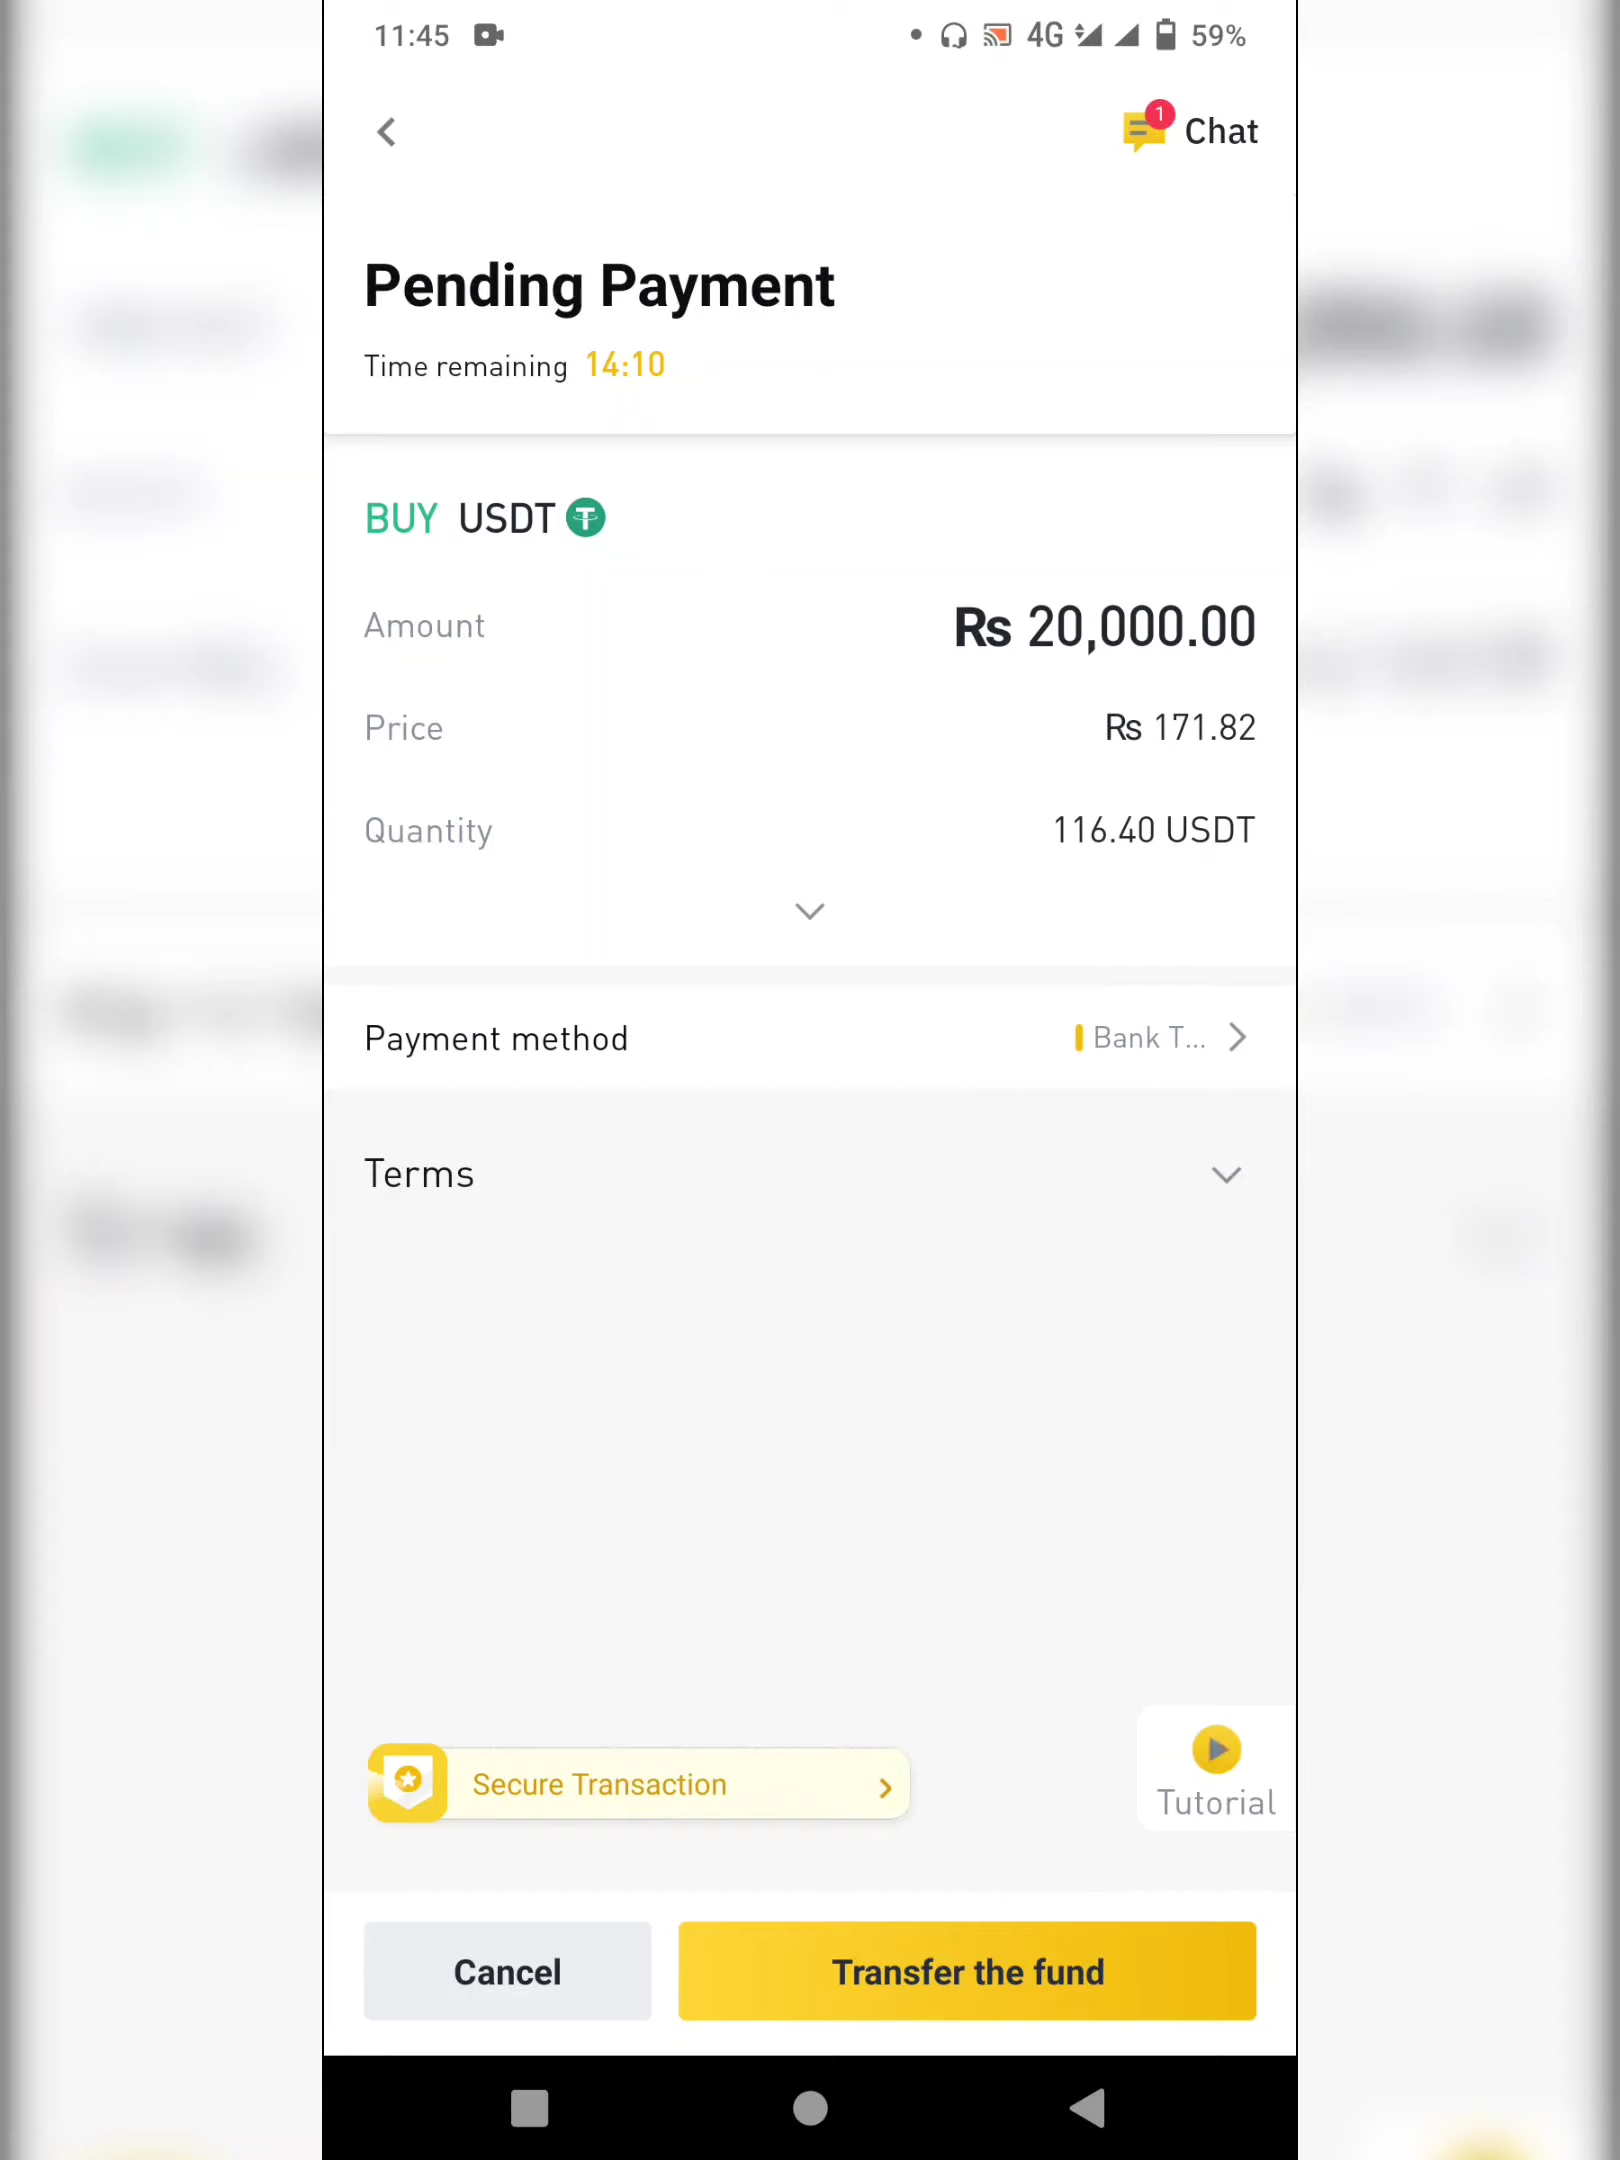 11:45 4G 59%
1
Chat
Pending Payment
Time remaining 14:10
BUY USDT
Amount Rs 20,000.00
Price Rs 171.82
Quantity 116.40 USDT
Payment method Bank T...
Terms
Secure Transaction
Tutorial
Cancel Transfer the fund